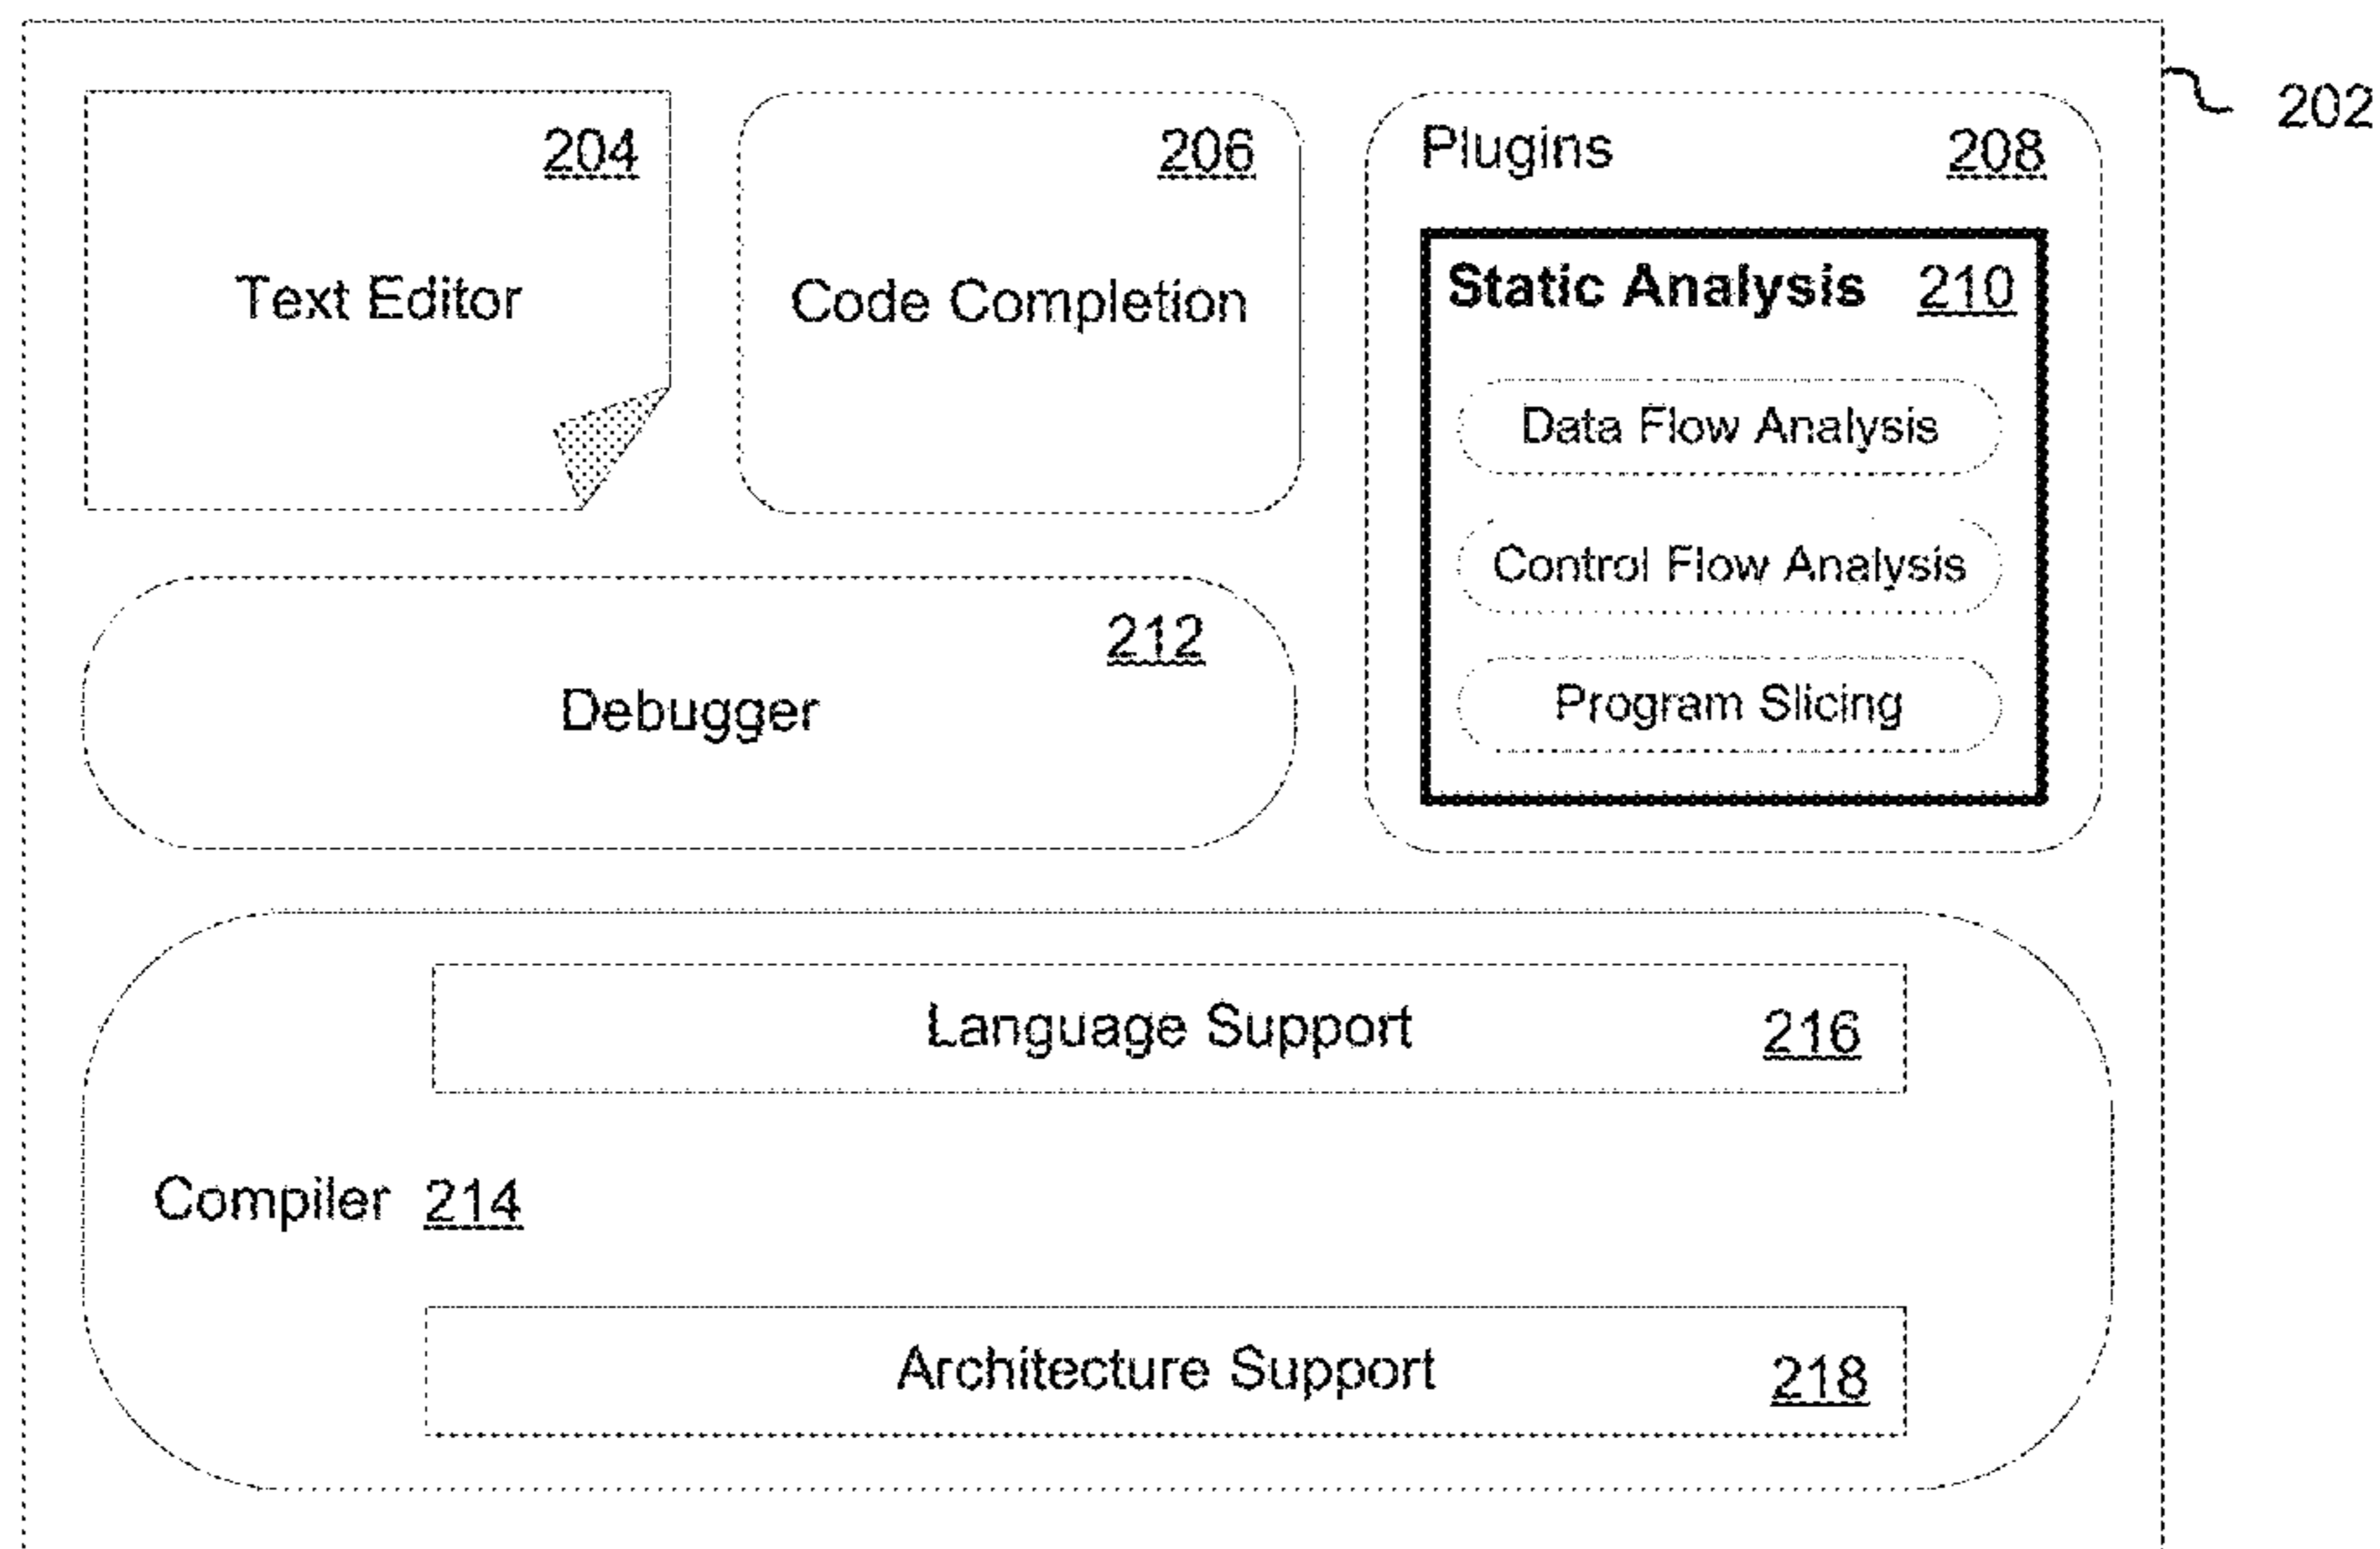 202
204
Text Editor
206
Code Completion
Plugins 208
Static Analysis 210
Data Flow Analysis
Control Flow Analysis
Program Slicing
212
Debugger
Language Support 216
Compiler 214
Architecture Support 218